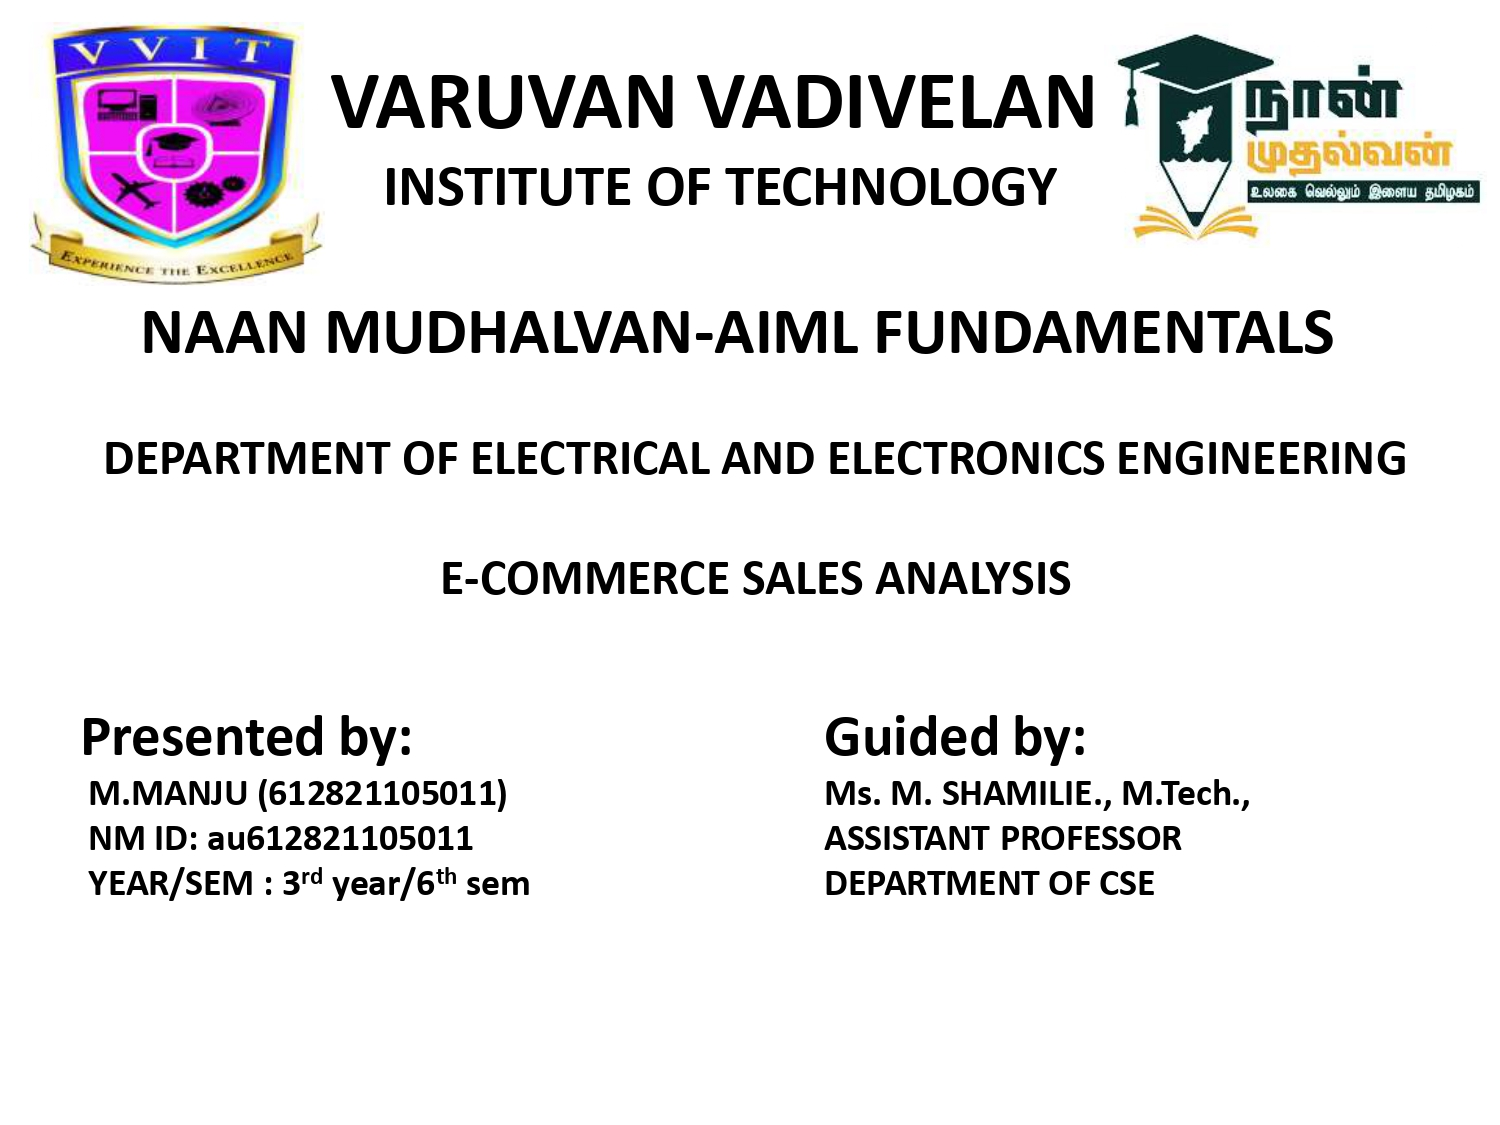 VVIT
EXPERIENCE THE EXCELLENCE
VARUVAN VADIVELAN
INSTITUTE OF TECHNOLOGY
நான்
முதல்வன்
உலகை வெல்லும் இளைய தமிழகம்
NAAN MUDHALVAN-AIML FUNDAMENTALS
DEPARTMENT OF ELECTRICAL AND ELECTRONICS ENGINEERING
E-COMMERCE SALES ANALYSIS
Presented by:
M.MANJU (612821105011)
NM ID: au612821105011
YEAR/SEM : 3rd year/6th sem
Guided by:
Ms. M. SHAMILIE., M.Tech.,
ASSISTANT PROFESSOR
DEPARTMENT OF CSE